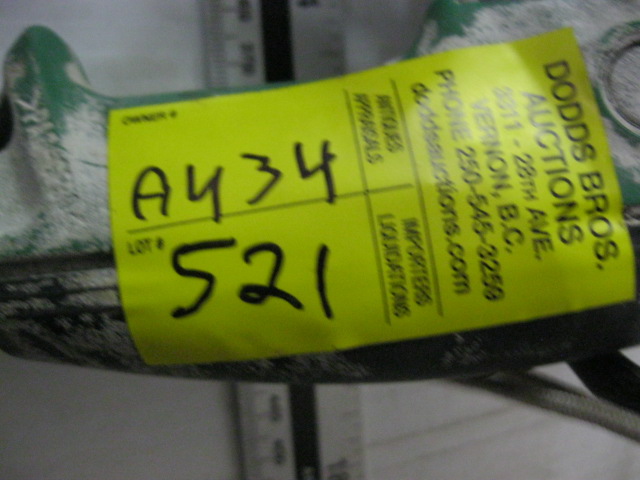 DODDS BROS.
AUCTIONS
3311 - 28TH AVE.
VERNON, B.C.
PHONE 250-545-3259
doddsauctions.com
ANTIQUES
APPRAISALS
IMPORTERS
LIQUIDATIONS
OWNER #
A434
LOT #
521